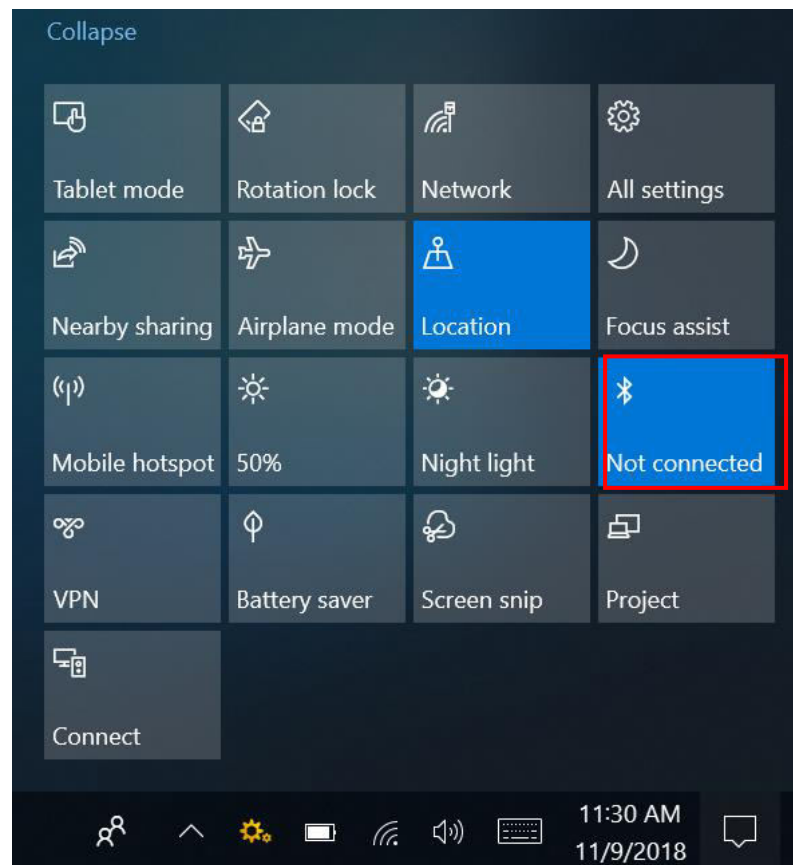 Collapse
Tablet mode
Rotation lock
Network
All settings
Nearby sharing
Airplane mode
Location
Focus assist
Mobile hotspot
50%
Night light
Not connected
VPN
Battery saver
Screen snip
Project
Connect
11:30 AM
11/9/2018